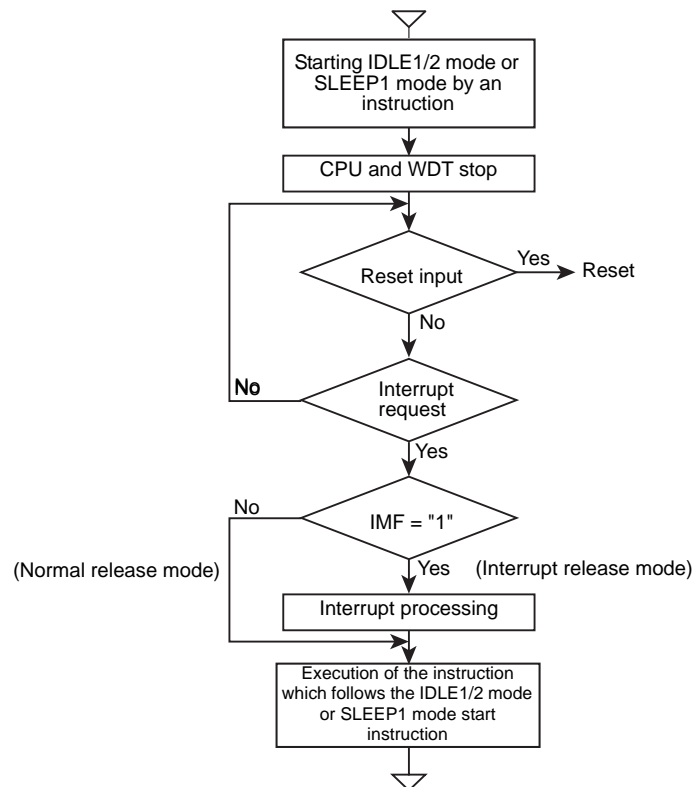 Starting IDLE1/2 mode or
SLEEP1 mode by an
instruction
CPU and WDT stop
Reset input
Yes
Reset
No
Interrupt
request
No
Yes
IMF = "1"
No
(Normal release mode)
Yes
(Interrupt release mode)
Interrupt processing
Execution of the instruction
which follows the IDLE1/2 mode
or SLEEP1 mode start
instruction